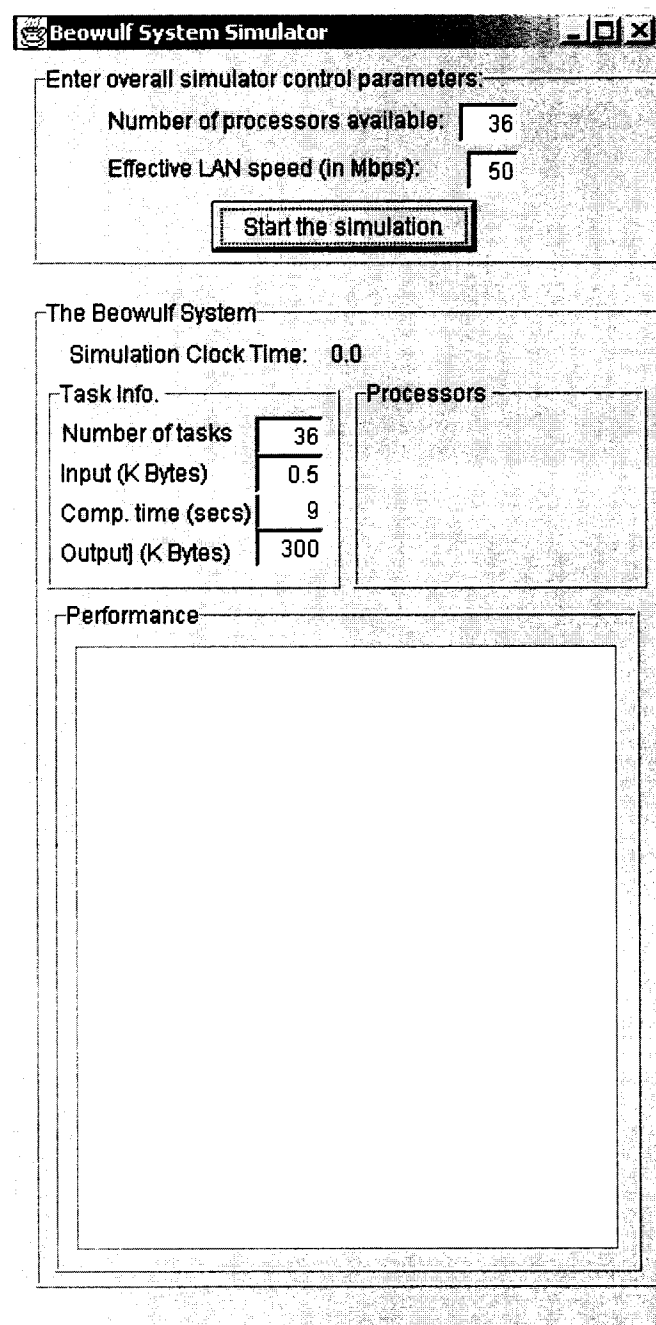 Beowulf System Simulator
Enter overall simulator control parameters:
Number of processors available: 36
Effective LAN speed (in Mbps): 50
Start the simulation
The Beowulf System
Simulation Clock Time: 0.0
Task Info.
Number of tasks 36
Input (K Bytes) 0.5
Comp. time (secs) 9
Output] (K Bytes) 300
Processors
Performance